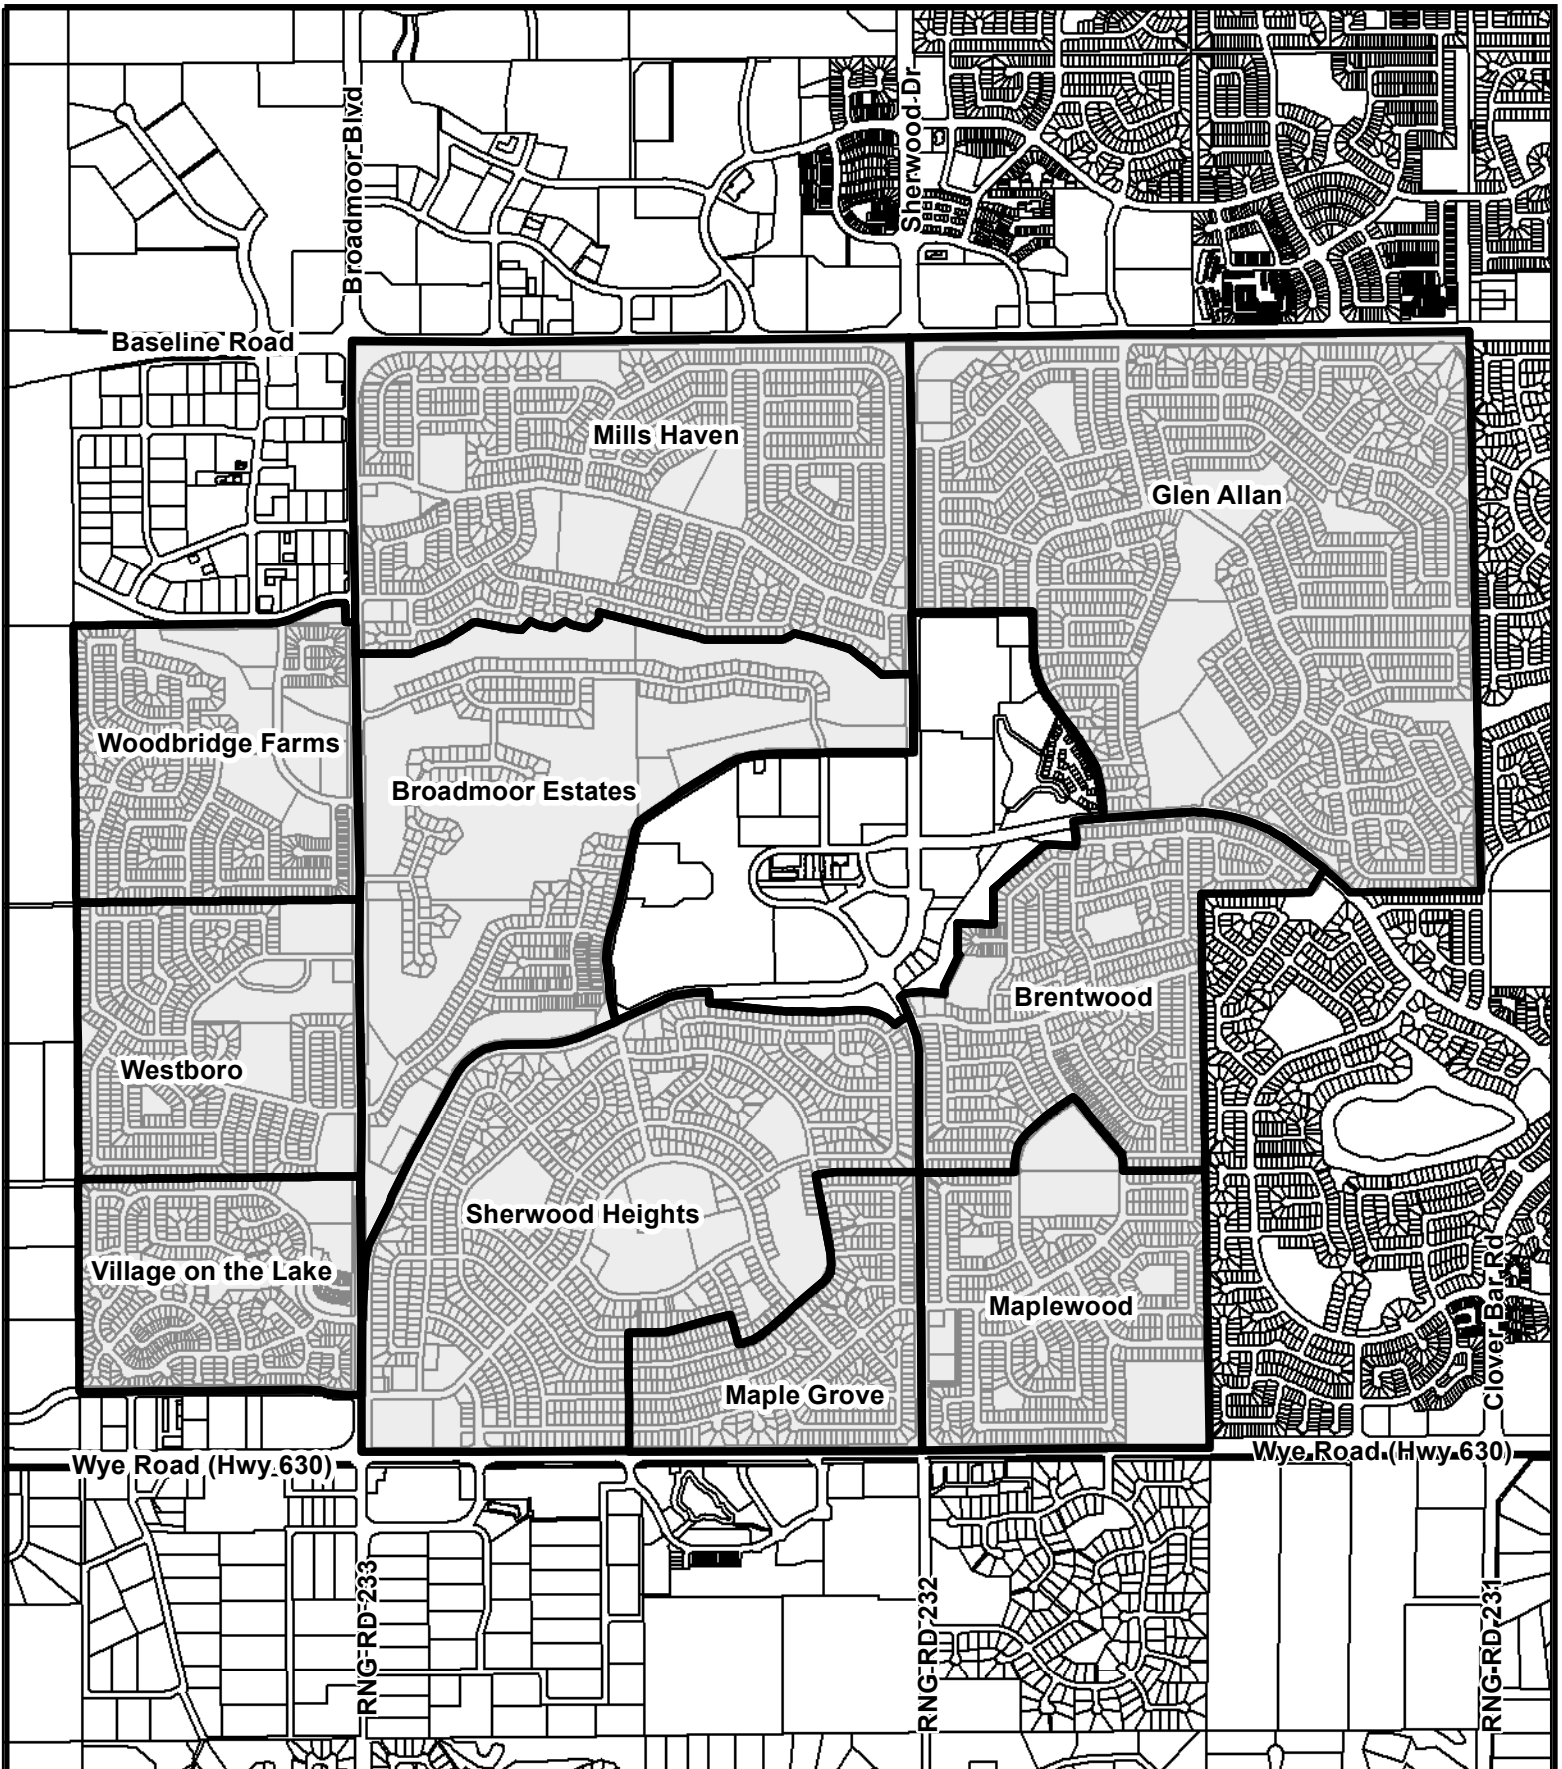 Sherwood Dr
Broadmoor Blvd
Baseline Road
Mills Haven
Glen Allan
Woodbridge Farms
Broadmoor Estates
Brentwood
Westboro
Sherwood Heights
Village on the Lake
Maplewood
Clover Bar Rd
Maple Grove
Wye Road (Hwy 630)
Wye Road (Hwy 630)
RNG RD 233
RNG RD 232
RNG RD 231